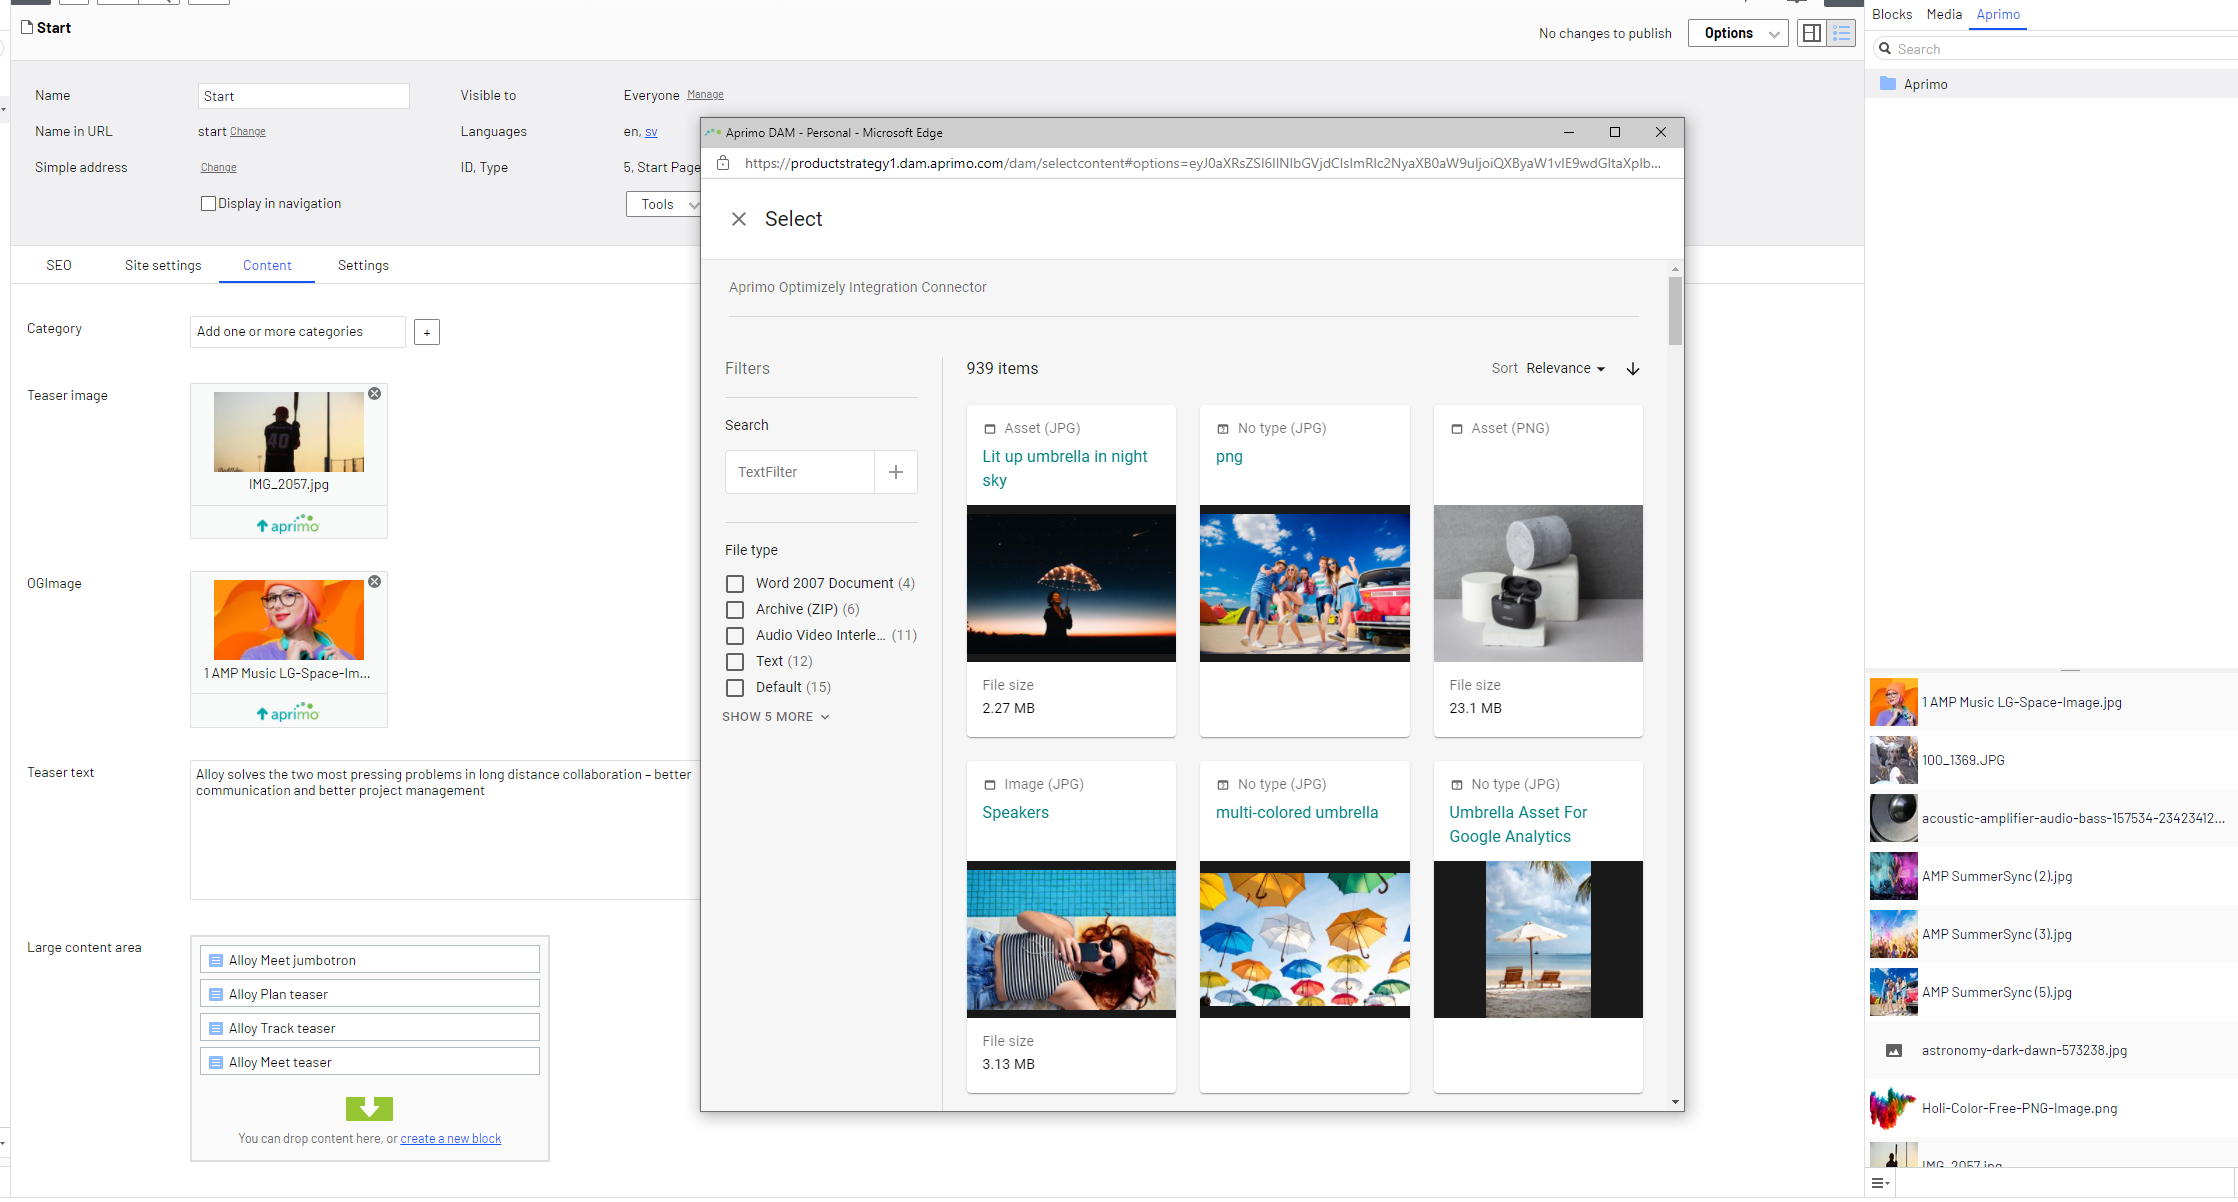 Start
No changes to publish
Options
Name
Start
Visible to
Everyone Manage
Name in URL
start Change
Languages
en, sv
Simple address
Change
ID, Type
5, Start Page
Display in navigation
Tools
SEO
Site settings
Content
Settings
Category
Add one or more categories
+
Teaser image
40
IMG_2057.jpg
aprimo
OGImage
1 AMP Music LG-Space-Im...
aprimo
Teaser text
Alloy solves the two most pressing problems in long distance collaboration – better
communication and better project management
Large content area
Alloy Meet jumbotron
Alloy Plan teaser
Alloy Track teaser
Alloy Meet teaser
You can drop content here, or create a new block
Aprimo DAM - Personal - Microsoft Edge
https://productstrategy1.dam.aprimo.com/dam/selectcontent#options=eyJ0aXRsZSI6IlNlbGVjdCIsImRlc2NyaXB0aW9uIjoiQXByaW1vIE9wdGltaXplb...
Select
Aprimo Optimizely Integration Connector
Filters
Search
TextFilter
File type
Word 2007 Document (4)
Archive (ZIP) (6)
Audio Video Interle... (11)
Text (12)
Default (15)
SHOW 5 MORE
939 items
Sort Relevance
Asset (JPG)
Lit up umbrella in night
sky
File size
2.27 MB
No type (JPG)
png
Asset (PNG)
File size
23.1 MB
Image (JPG)
Speakers
File size
3.13 MB
No type (JPG)
multi-colored umbrella
No type (JPG)
Umbrella Asset For
Google Analytics
Blocks
Media
Aprimo
Search
Aprimo
1 AMP Music LG-Space-Image.jpg
100_1369.JPG
acoustic-amplifier-audio-bass-157534-23423412...
AMP SummerSync (2).jpg
AMP SummerSync (3).jpg
AMP SummerSync (5).jpg
astronomy-dark-dawn-573238.jpg
Holi-Color-Free-PNG-Image.png
IMG_2057.jpg